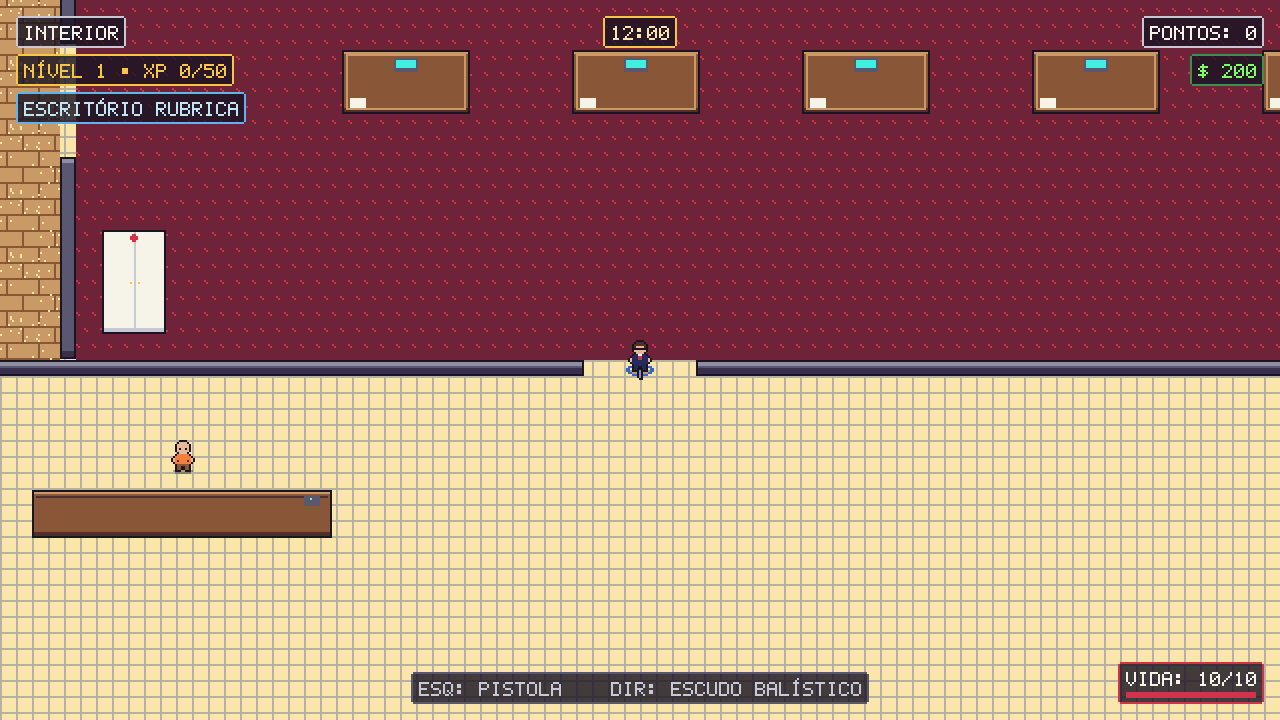 INTERIOR
12:00
PONTOS: 0
NÍVEL 1 ▪ XP 0/50
$ 200
ESCRITÓRIO RUBRICA
ESQ: PISTOLA DIR: ESCUDO BALÍSTICO
VIDA: 10/10